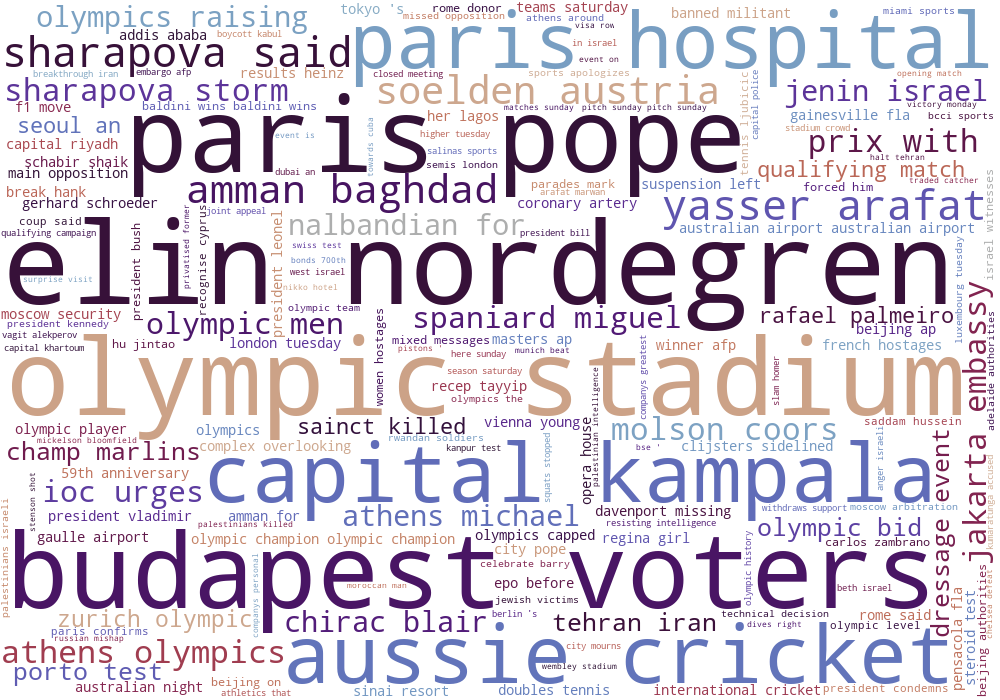 olympics raising
tokyo 's
rome donor
teams saturday
banned militant
miami sports
missed opposition
athens around
visa row
addis ababa
boycott kabul
paris hospital
sharapova said
in israel
event on
breakthrough iran
embargo afp
results heinz
closed meeting
sports apologizes
opening match
sharapova storm
soelden austria
jenin israel
f1 move
baldini wins baldini wins
matches sunday
pitch sunday pitch sunday
victory monday
seoul an
her lagos
gainesville fla
bcci sports
tennis ljubicic
capital police
paris pope
event is
towards cuba
higher tuesday
stadium crowd
capital riyadh
salinas sports
prix with
schabir shaik
semis london
halt tehran
main opposition
dubai an
qualifying match
traded catcher
break hank
amman baghdad
parades mark
suspension left
forced him
gerhard schroeder
arafat marwan
coronary artery
yasser arafat
coup said
joint appeal
nalbandian for
president bill
australian airport australian airport
israel witnesses
qualifying campaign
president bush
privatised former
recognise cyprus
president leonel
swiss test
elin nordegren
bonds 700th
surprise visit
west israel
nikko hotel
luxembourg tuesday
moscow security
olympic team
spaniard miguel
rafael palmeiro
president kennedy
olympic men
beijing ap
vagit alekperov
hu jintao
london tuesday
women hostages
mixed messages
masters ap
winner afp
french hostages
capital khartoum
pistons '
here sunday
munich beat
jakarta embassy
adelaide authorities
olympic stadium
season saturday
companys greatest
slam homer
recep tayyip
olympics the
palestinian intelligence
olympic player
olympics
sainct killed
vienna young
molson coors
saddam hussein
mickelson bloomfield
rwandan soldiers
champ marlins
complex overlooking
kanpur test
opera house
bse '
clijsters sidelined
anger israeli
59th anniversary
capital kampala
squats stopped
dressage event
kumaratunga accused
stenson shot
ioc urges
davenport missing
withdraws support
moscow arbitration
palestinians israeli
president vladimir
amman for
athens michael
resisting intelligence
palestinians killed
olympic bid
carlos zambrano
gaulle airport
olympic champion olympic champion
olympics capped
regina girl
budapest voters
city pope
olympic history
companys personal
celebrate barry
moroccan man
epo before
beth israel
jewish victims
pensacola fla
steroid test
beijing authorities
chelsea defeat
zurich olympic
chirac blair
berlin 's
technical decision
rome said
paris confirms
tehran iran
dives right
olympic level
russian mishap
athens olympics
aussie cricket
city mourns
wembley stadium
porto test
australian night
beijing on
athletics that
sinai resort
doubles tennis
international cricket
president condemns